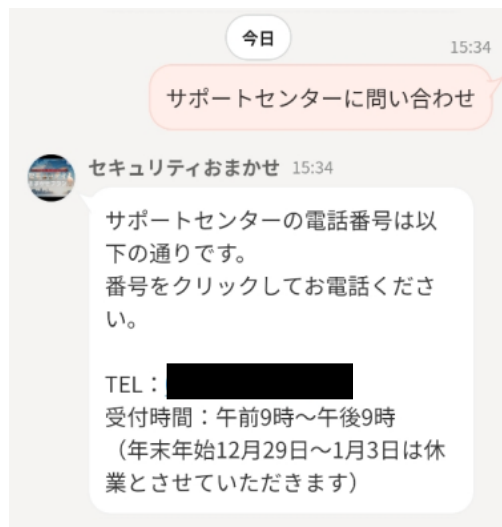 今日
15:34
サポートセンターに問い合わせ
セキュリティおまかせ 15:34
サポートセンターの電話番号は以
下の通りです。
番号をクリックしてお電話くださ
い。
TEL：
受付時間：午前9時〜午後9時
（年末年始12月29日〜1月3日は休
業とさせていただきます）